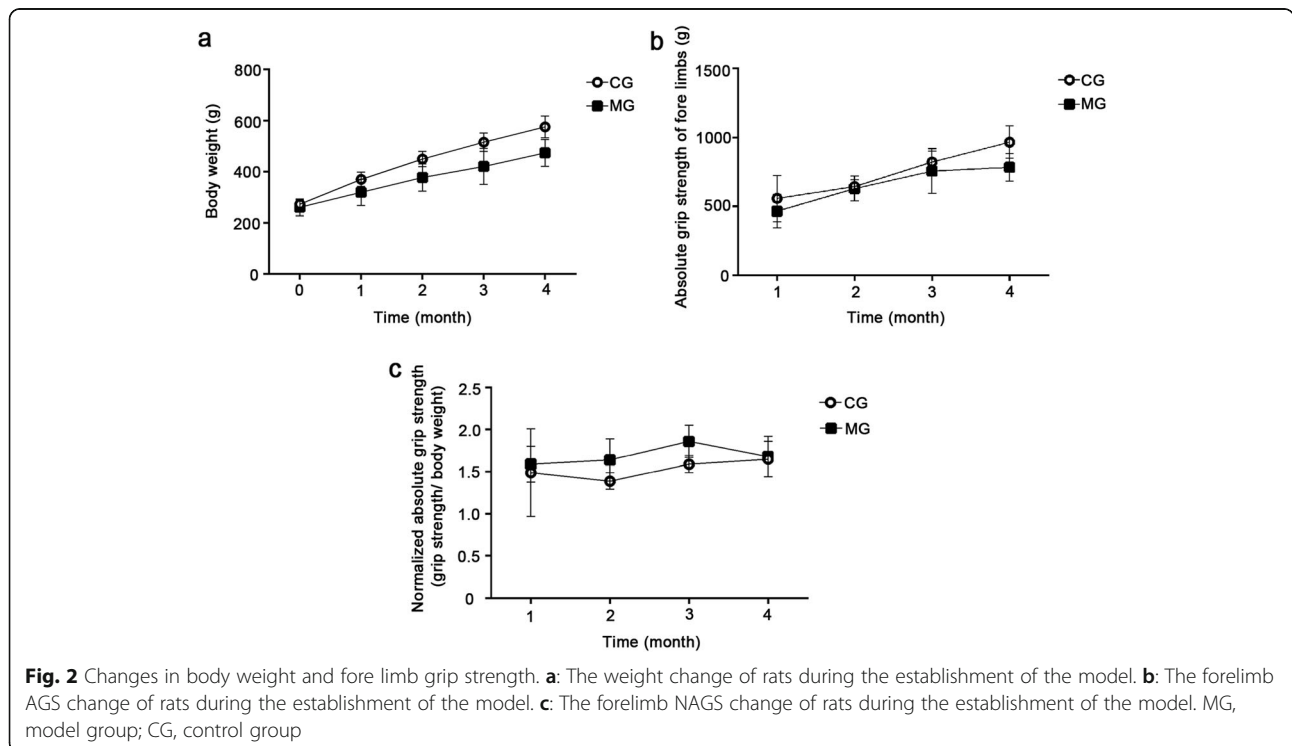 a
800
600
400
200
0
Body weight (g)
0 1 2 3 4
Time (month)
CG
MG
b
1500
1000
500
0
Absolute grip strength of fore limbs (g)
1 2 3 4
Time (month)
CG
MG
c
2.5
2.0
1.5
1.0
0.5
0
Normalized absolute grip strength
(grip strength/ body weight)
1 2 3 4
Time (month)
CG
MG
Fig. 2 Changes in body weight and fore limb grip strength. a: The weight change of rats during the establishment of the model. b: The forelimb
AGS change of rats during the establishment of the model. c: The forelimb NAGS change of rats during the establishment of the model. MG,
model group; CG, control group